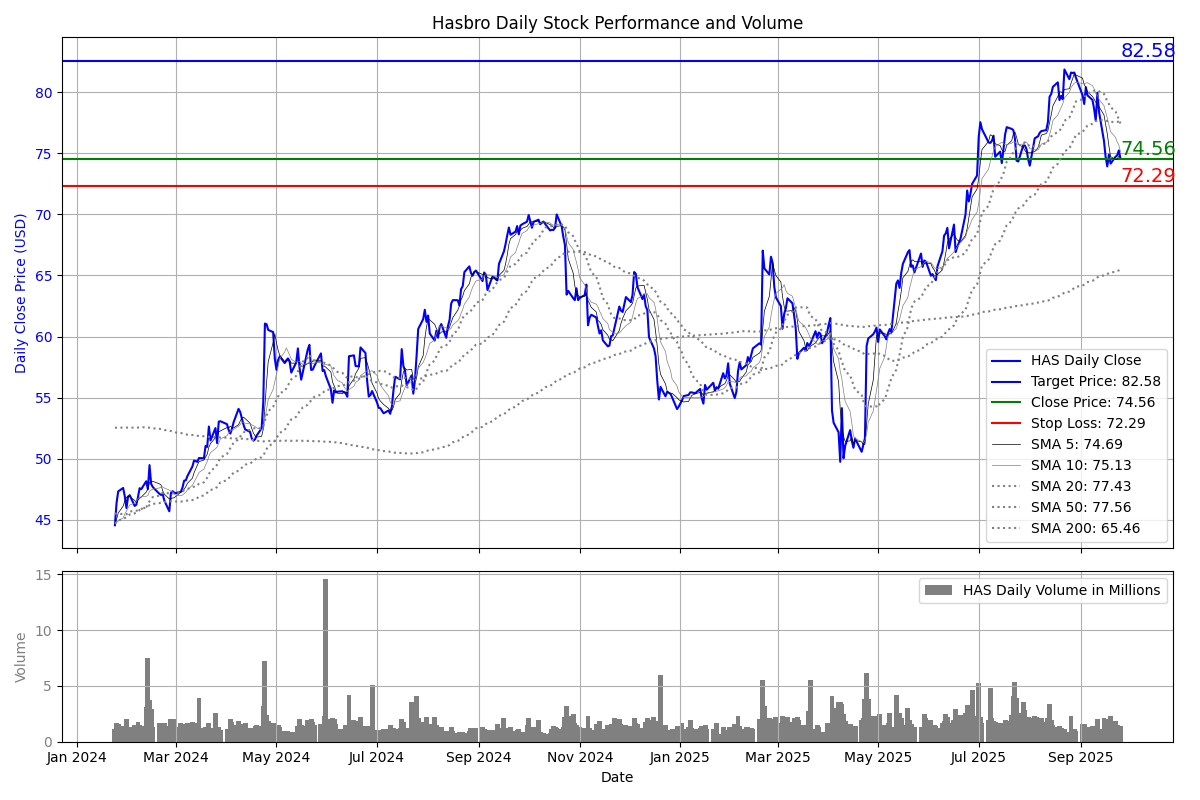 Hasbro Daily Stock Performance and Volume
82.58
74.56
72.29
80
75
70
65
60
55
50
45
Daily Close Price (USD)
HAS Daily Close
Target Price: 82.58
Close Price: 74.56
Stop Loss: 72.29
SMA 5: 74.69
SMA 10: 75.13
SMA 20: 77.43
SMA 50: 77.56
SMA 200: 65.46
15
10
5
0
Volume
HAS Daily Volume in Millions
Jan 2024 Mar 2024 May 2024 Jul 2024 Sep 2024 Nov 2024 Jan 2025 Mar 2025 May 2025 Jul 2025 Sep 2025
Date